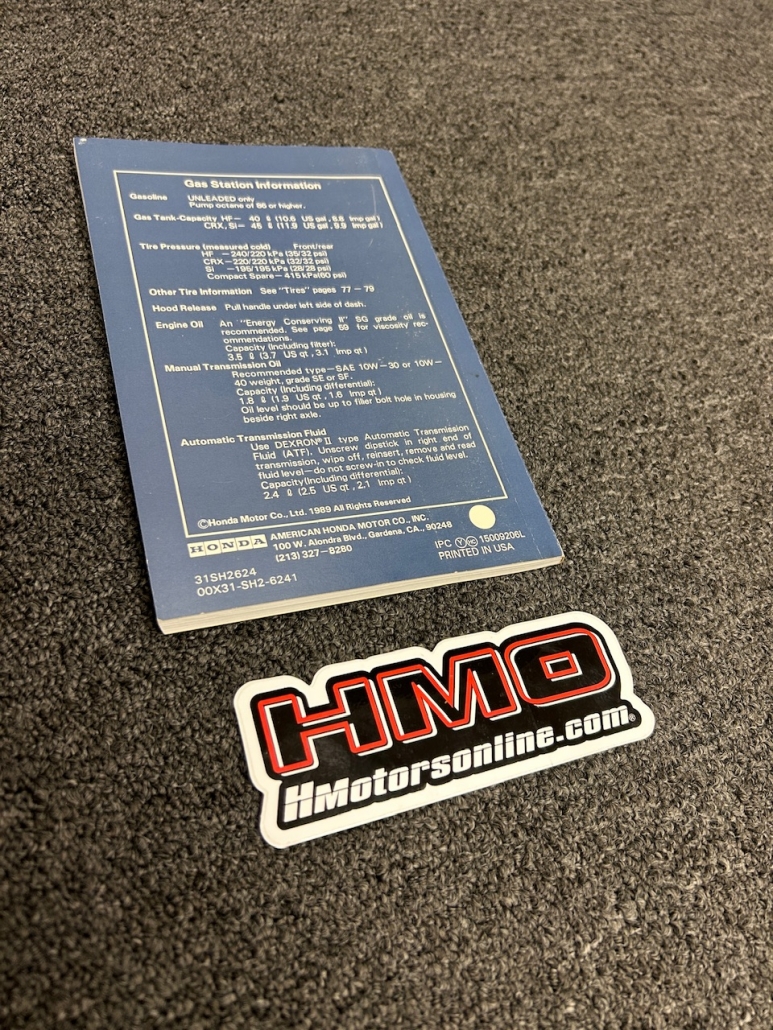 Gas Station Information
Gasoline UNLEADED only
Pump octane of 86 or higher.
Gas Tank-Capacity HF— 40 ℓ (10.6 US gal, 8.8 Imp gal)
CRX, Si— 45 ℓ (11.9 US gal, 9.9 Imp gal)
Tire Pressure (measured cold) Front/rear
HF —240/220 kPa (35/32 psi)
CRX—220/220 kPa (32/32 psi)
Si —195/195 kPa (28/28 psi)
Compact Spare—415 kPa(60 psi)
Other Tire Information See "Tires" pages 77—79
Hood Release Pull handle under left side of dash.
Engine Oil An "Energy Conserving II" SG grade oil is
recommended. See page 59 for viscosity rec-
ommendations.
Capacity (including filter):
3.5 ℓ (3.7 US qt, 3.1 Imp qt)
Manual Transmission Oil
Recommended type—SAE 10W—30 or 10W—
40 weight, grade SE or SF.
Capacity (including differential):
1.8 ℓ (1.9 US qt, 1.6 Imp qt)
Oil level should be up to filler bolt hole in housing
beside right axle.
Automatic Transmission Fluid
Use DEXRON® II type Automatic Transmission
Fluid (ATF). Unscrew dipstick in right end of
transmission, wipe off, reinsert, remove and read
fluid level—do not screw-in to check fluid level.
Capacity(Including differential):
2.4 ℓ (2.5 US qt , 2.1 Imp qt)
©Honda Motor Co., Ltd. 1989 All Rights Reserved
HONDA AMERICAN HONDA MOTOR CO., INC.
100 W. Alondra Blvd., Gardena, CA., 90248
(213) 327-8280
31SH2624
00X31-SH2-6241
IPC 15009206L
PRINTED IN USA
HMO
HMotorsonline.com®